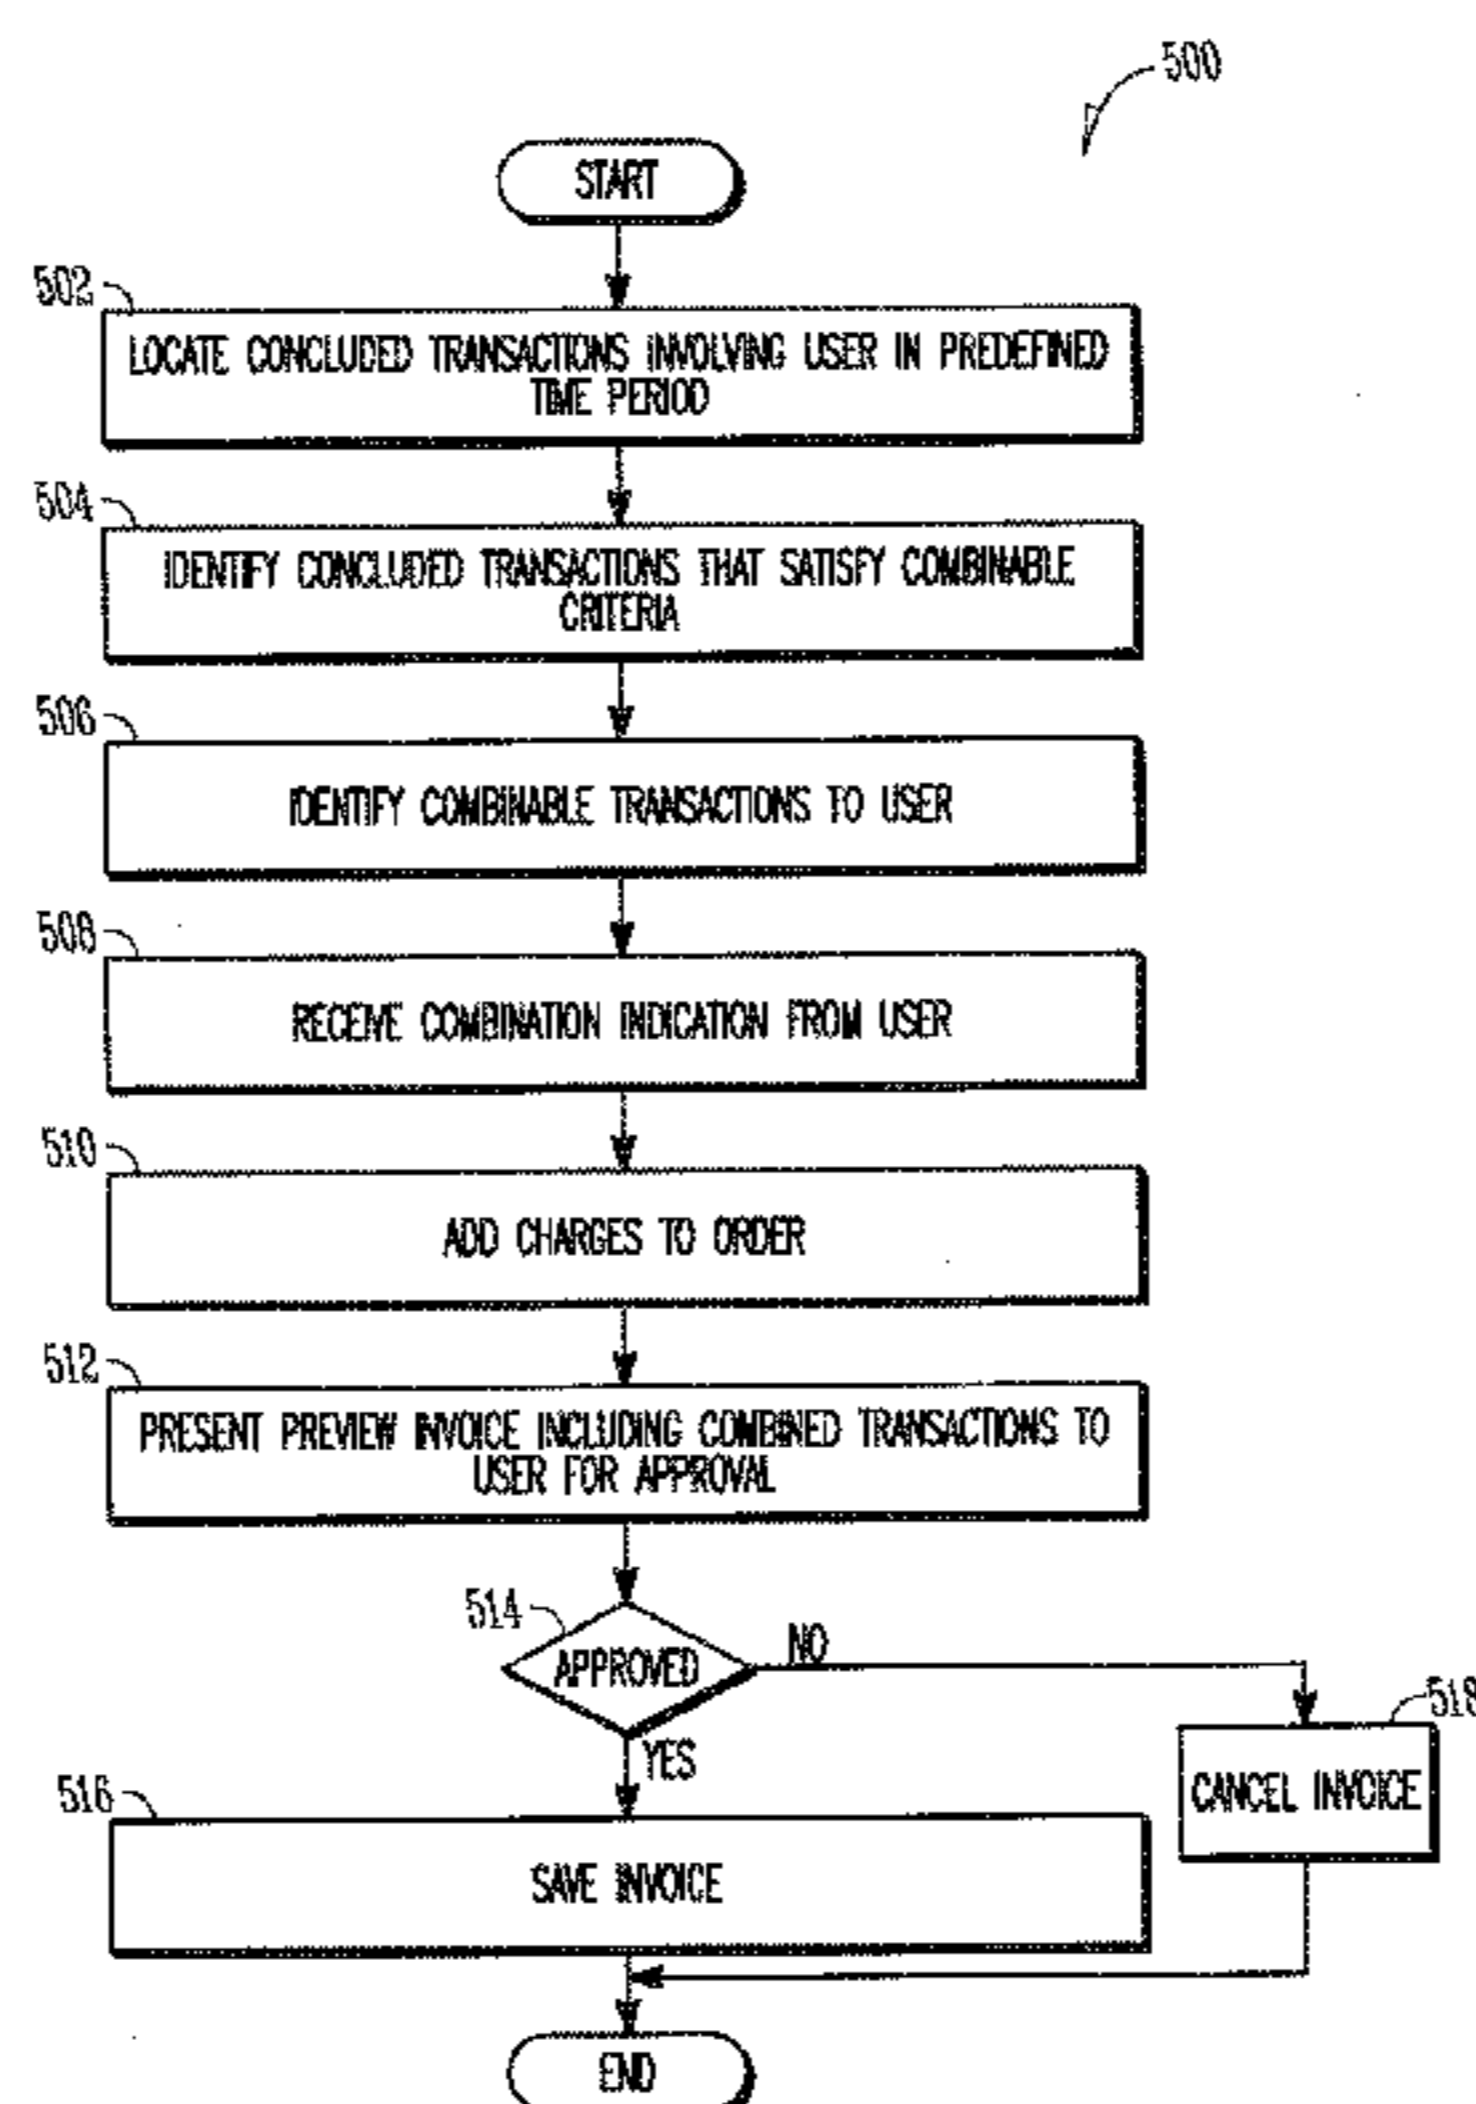 500
START
502
LOCATE CONCLUDED TRANSACTIONS INVOLVING USER IN PREDEFINED
TIME PERIOD
504
IDENTIFY CONCLUDED TRANSACTIONS THAT SATISFY COMBINABLE
CRITERIA
506
IDENTIFY COMBINABLE TRANSACTIONS TO USER
508
RECEIVE COMBINATION INDICATION FROM USER
510
ADD CHARGES TO ORDER
512
PRESENT PREVIEW INVOICE INCLUDING COMBINED TRANSACTIONS TO
USER FOR APPROVAL
514
APPROVED
NO
YES
518
CANCEL INVOICE
516
SAVE INVOICE
END